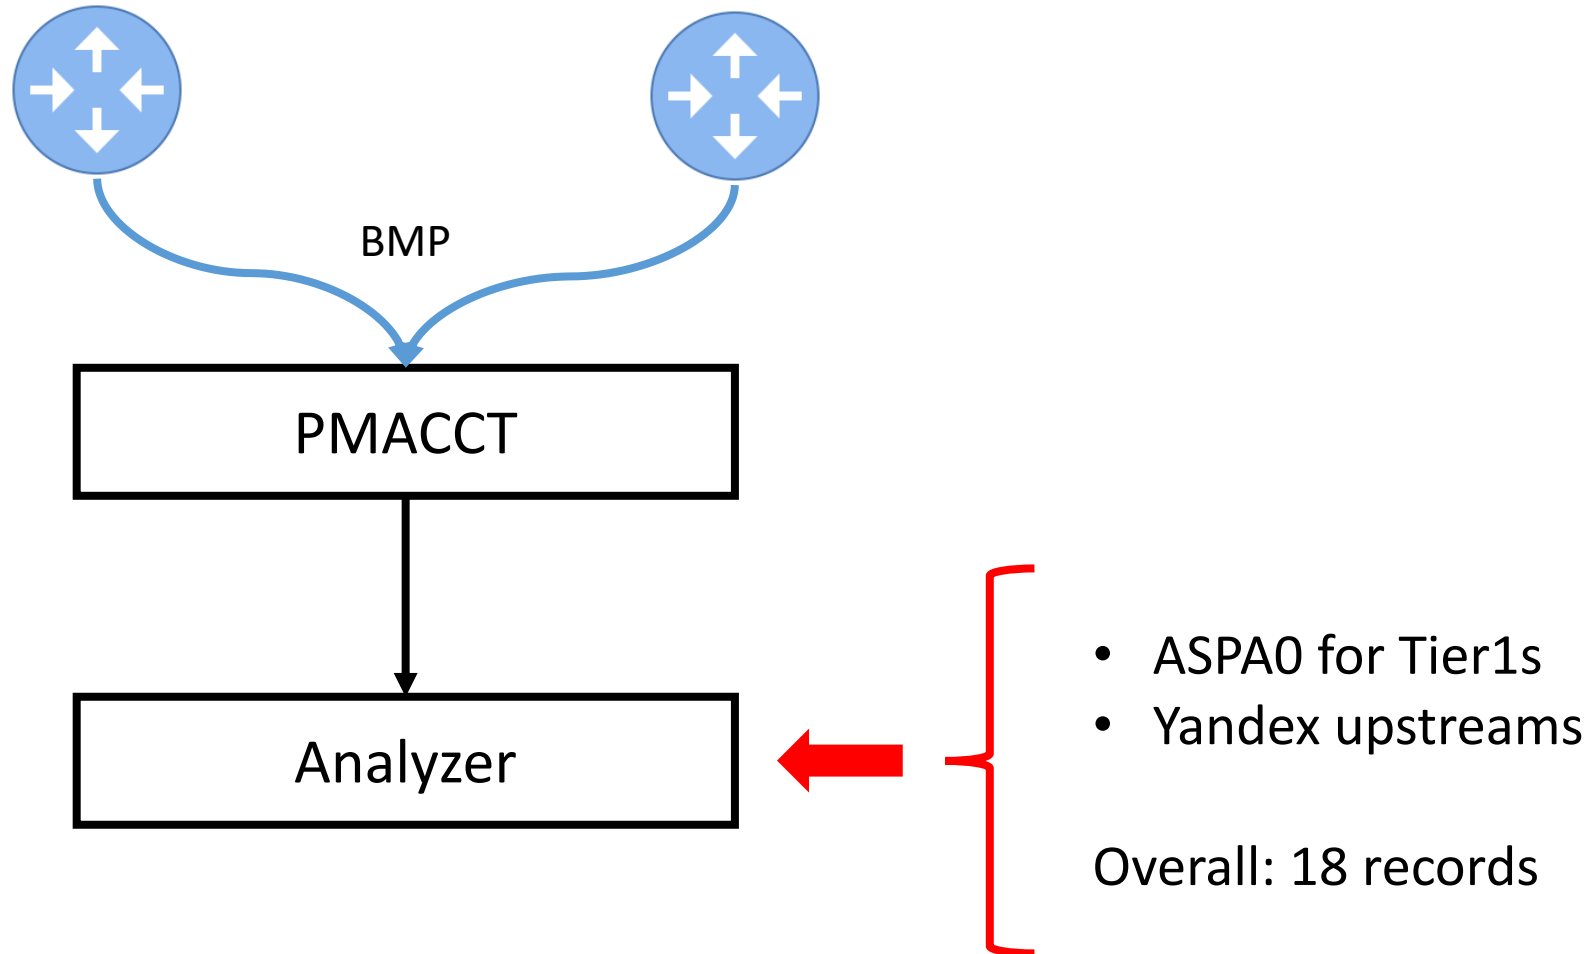 BMP
PMACCT
Analyzer
• ASPA0 for Tier1s
• Yandex upstreams
Overall: 18 records